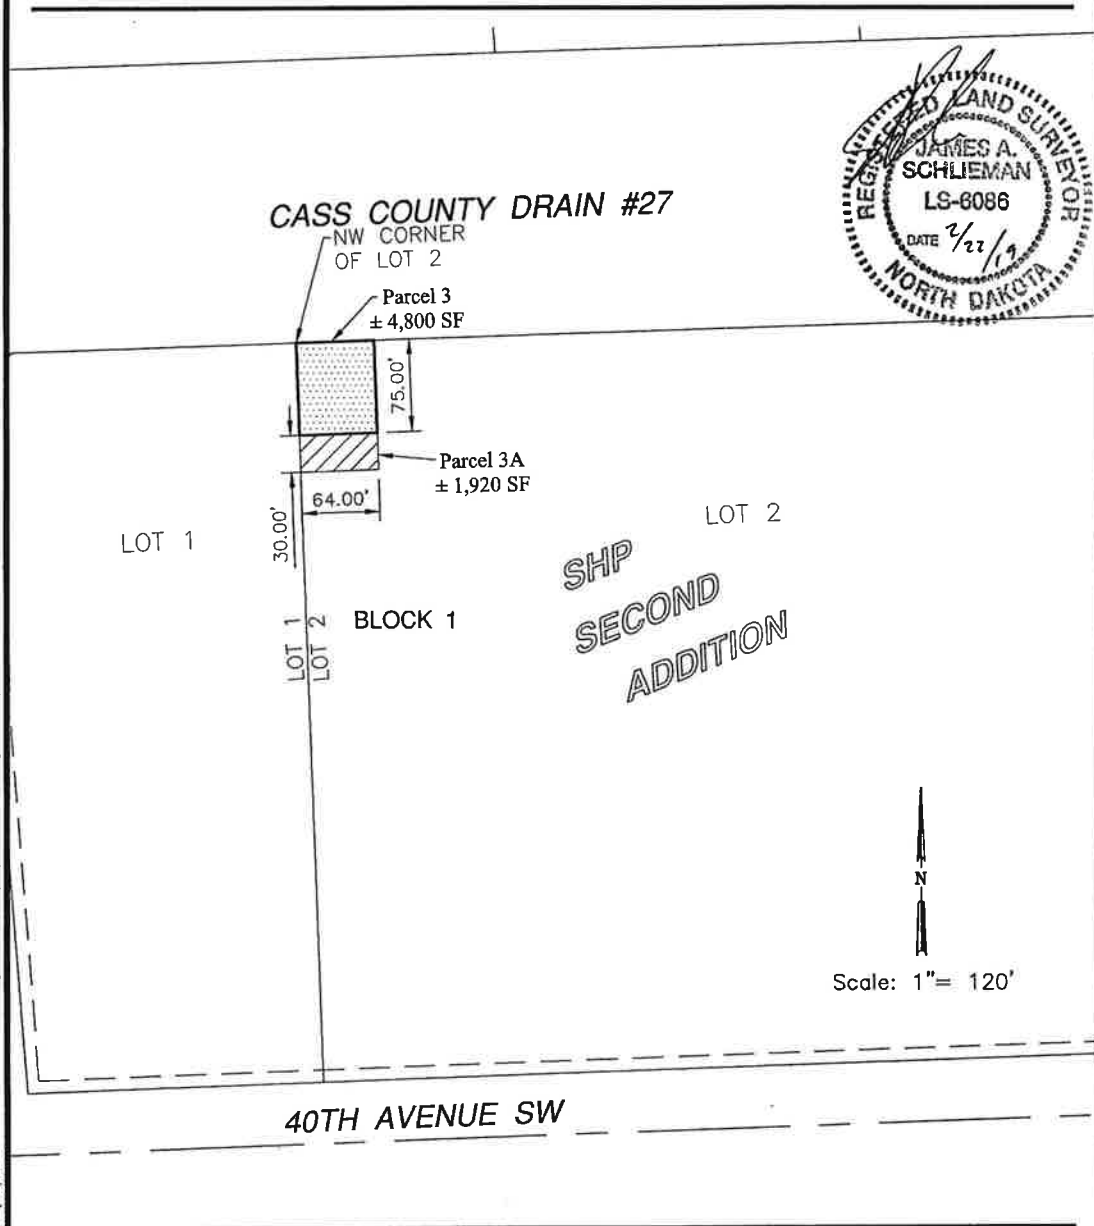 REGISTERED LAND SURVEYOR
JAMES A.
SCHLIEMAN
LS-6086
DATE 2/22/19
NORTH DAKOTA
CASS COUNTY DRAIN #27
NW CORNER
OF LOT 2
Parcel 3
± 4,800 SF
75.00'
Parcel 3A
± 1,920 SF
64.00'
30.00'
LOT 1
LOT 2
SHP
SECOND
ADDITION
LOT 1
LOT 2
BLOCK 1
N
Scale: 1"= 120'
40TH AVENUE SW